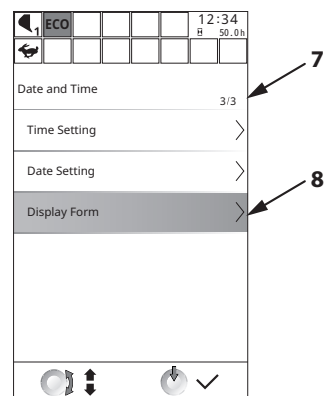 1 ECO 12:34
50.0h
7
Date and Time
3/3
Time Setting
Date Setting
Display Form
8